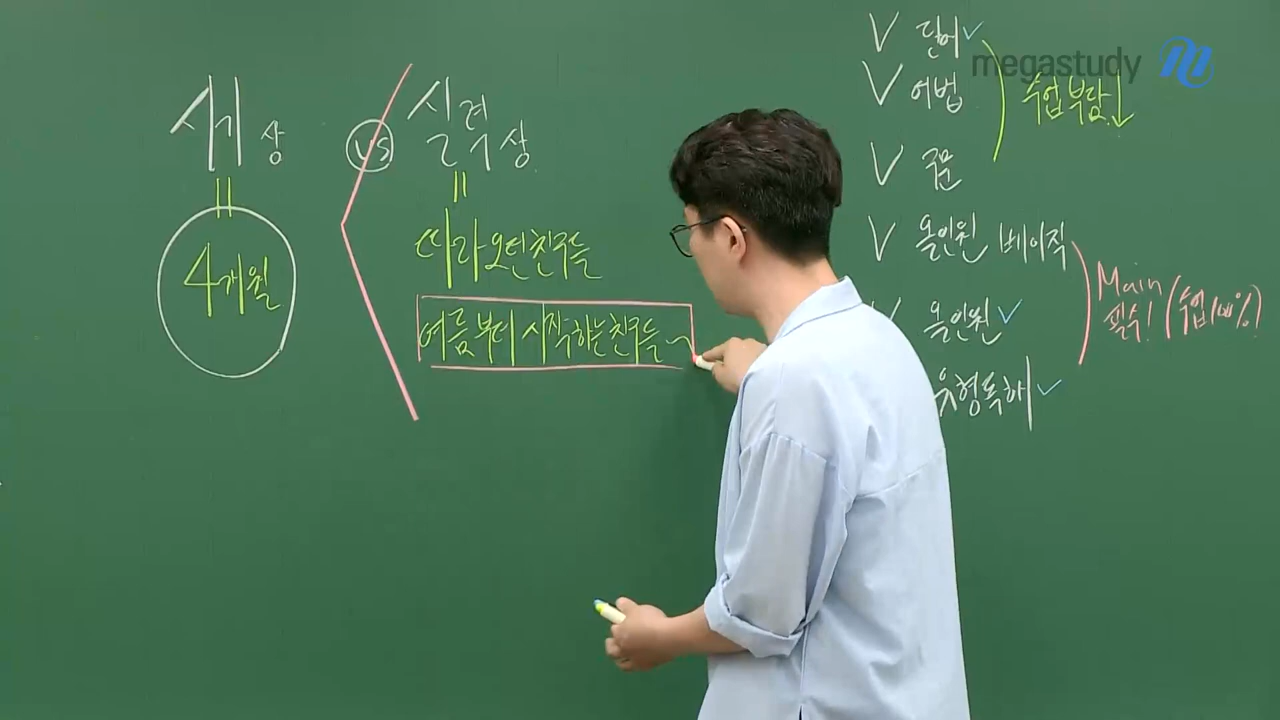 시기상
=
4개월
VS
실력상
=
따라오던친구들
여름부터 시작하는친구들~
V 단어✓
V 어법
V 구문
수업부담↓
V 올인원 베이직
V 올인원✓
유형독해✓
Main
필수! (수업100%)
megastudy